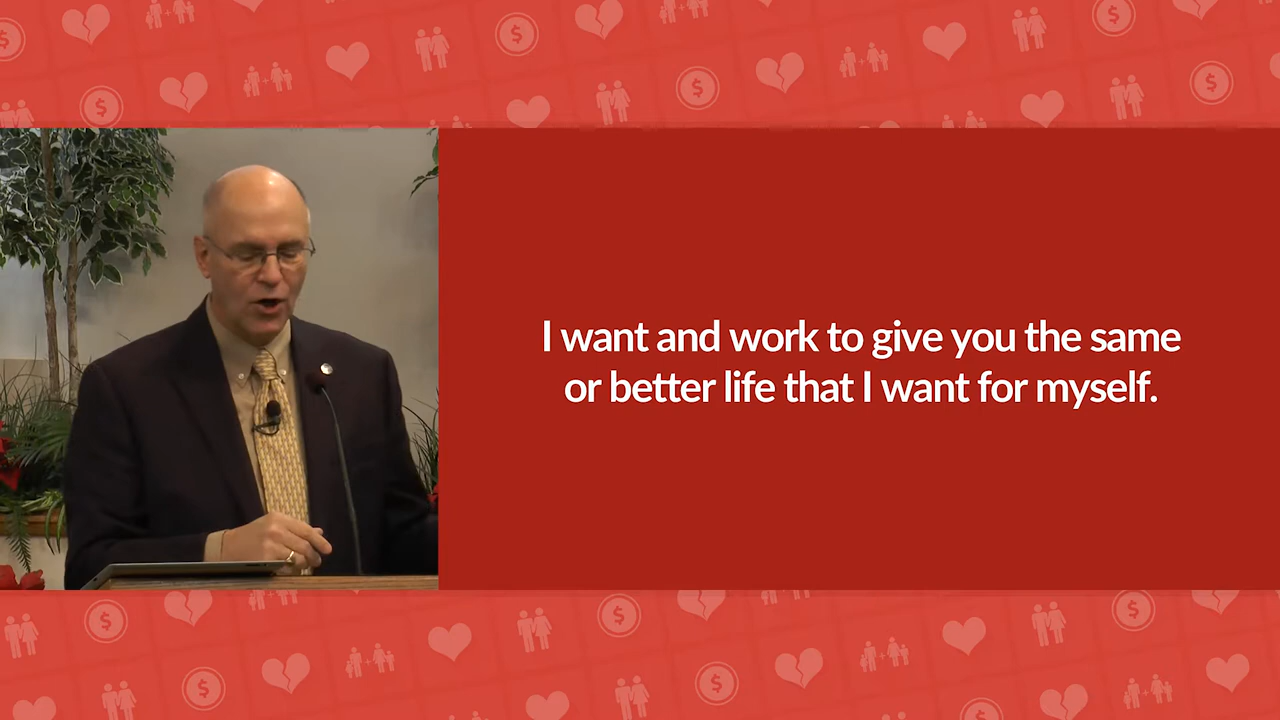 I want and work to give you the same
or better life that I want for myself.